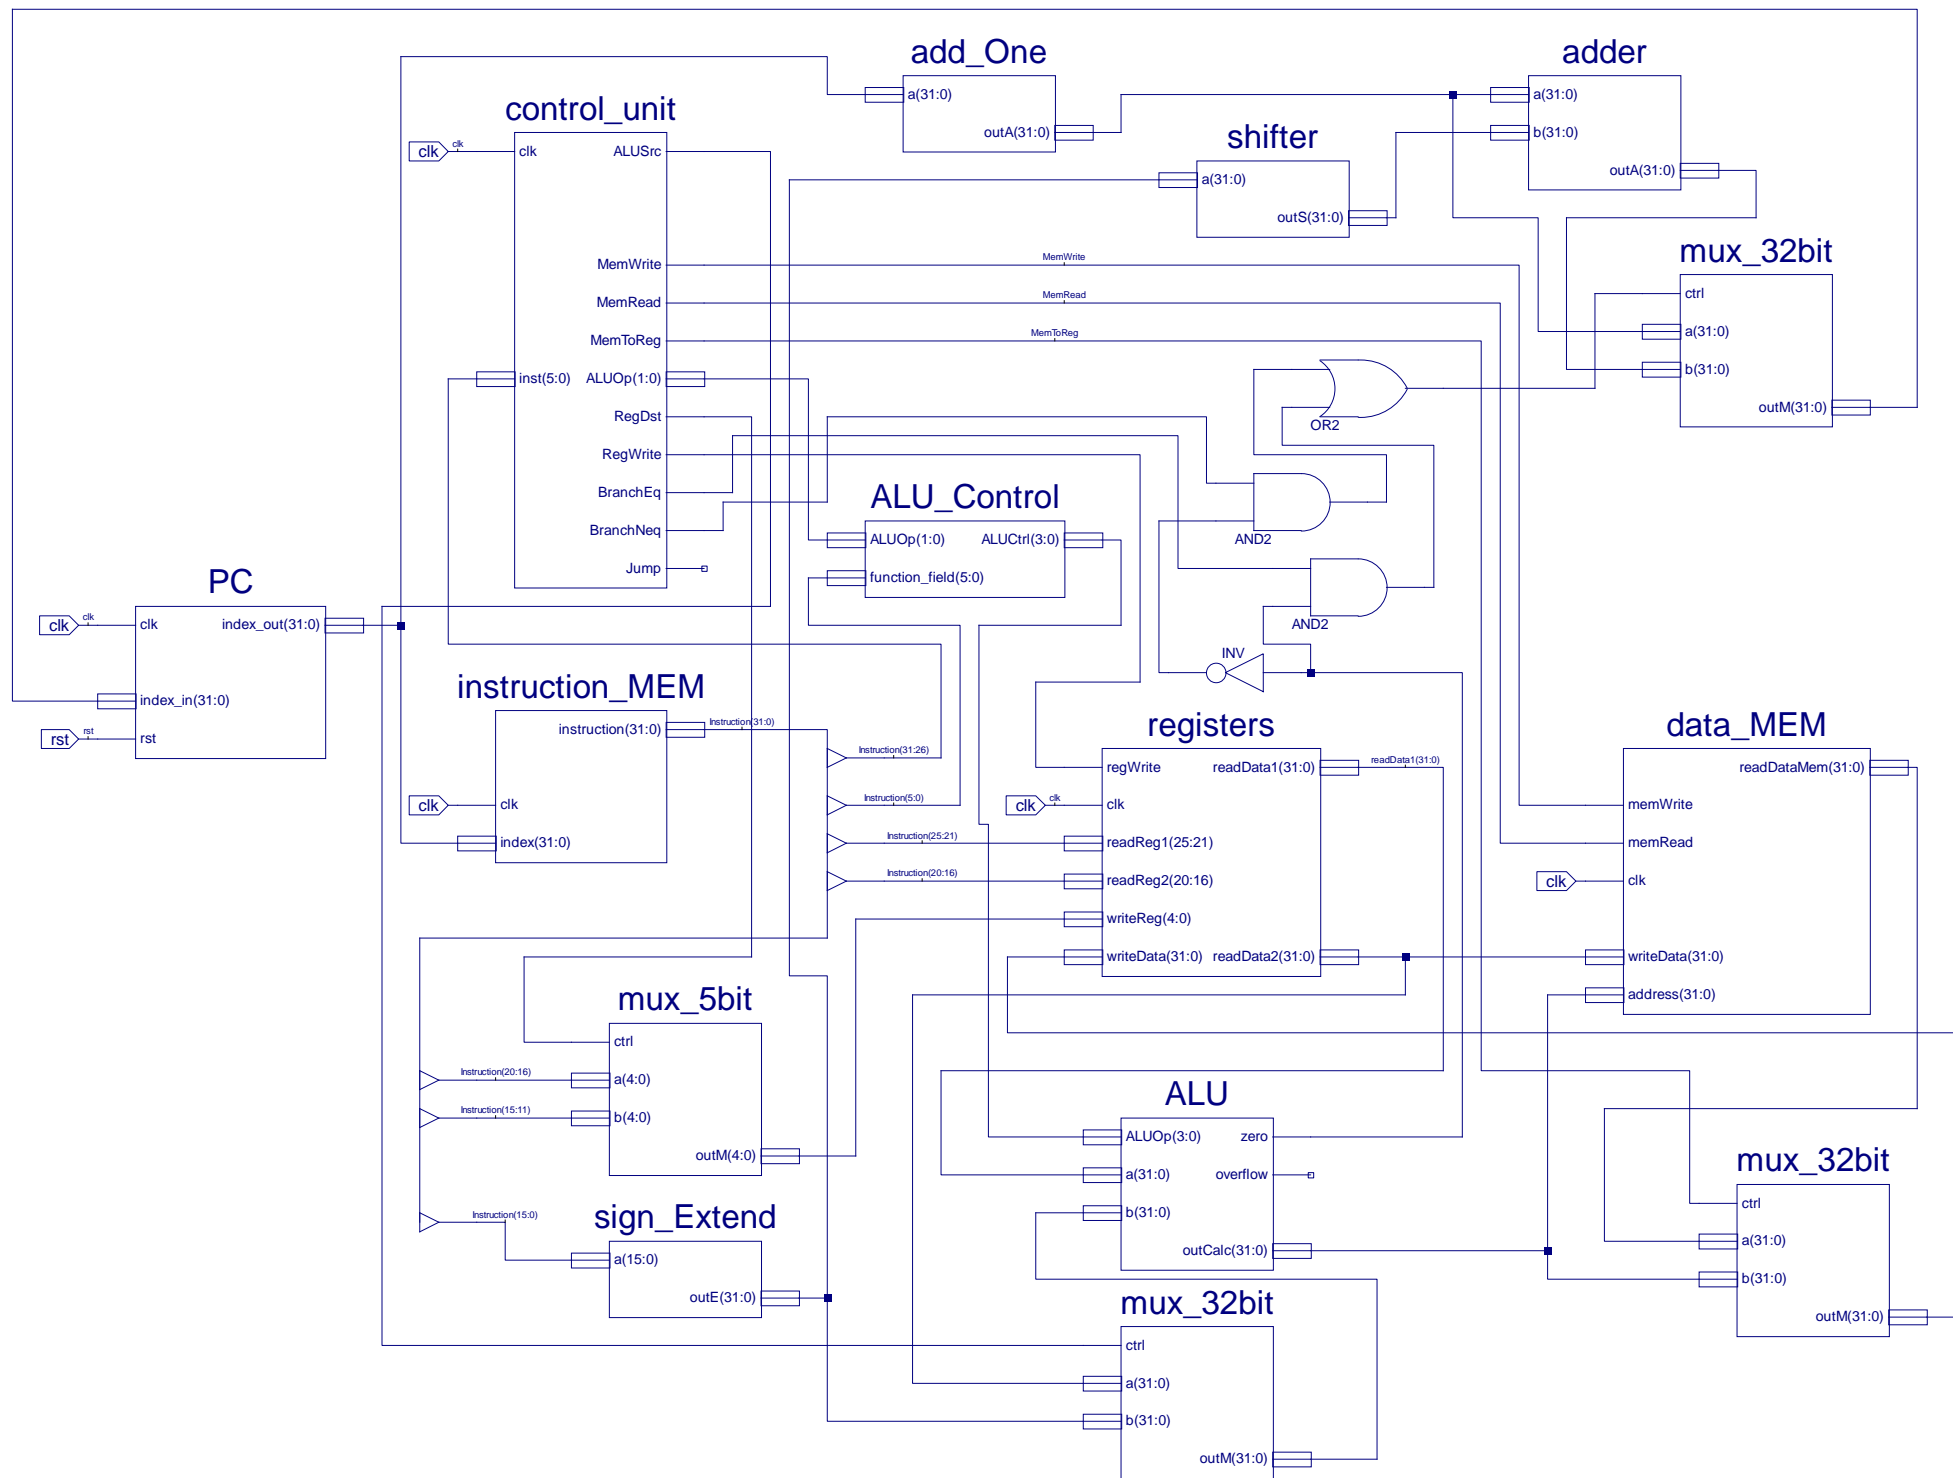 add_One
a(31:0)
outA(31:0)
adder
a(31:0)
b(31:0)
outA(31:0)
control_unit
clk
clk
clk
ALUSrc
MemWrite
MemRead
MemToReg
inst(5:0)
ALUOp(1:0)
RegDst
RegWrite
BranchEq
BranchNeq
Jump
MemWrite
MemRead
MemToReg
shifter
a(31:0)
outS(31:0)
mux_32bit
ctrl
a(31:0)
b(31:0)
outM(31:0)
OR2
AND2
AND2
INV
ALU_Control
ALUOp(1:0)
ALUCtrl(3:0)
function_field(5:0)
PC
clk
clk
clk
index_out(31:0)
index_in(31:0)
rst
rst
rst
instruction_MEM
instruction(31:0)
Instruction(31:0)
clk
clk
index(31:0)
Instruction(31:26)
Instruction(5:0)
Instruction(25:21)
Instruction(20:16)
registers
regWrite
readData1(31:0)
readData1(31:0)
clk
clk
clk
readReg1(25:21)
readReg2(20:16)
writeReg(4:0)
writeData(31:0)
readData2(31:0)
data_MEM
readDataMem(31:0)
memWrite
memRead
clk
clk
writeData(31:0)
address(31:0)
mux_5bit
ctrl
Instruction(20:16)
a(4:0)
Instruction(15:11)
b(4:0)
outM(4:0)
sign_Extend
Instruction(15:0)
a(15:0)
outE(31:0)
ALU
ALUOp(3:0)
zero
a(31:0)
overflow
b(31:0)
outCalc(31:0)
mux_32bit
ctrl
a(31:0)
b(31:0)
outM(31:0)
mux_32bit
ctrl
a(31:0)
b(31:0)
outM(31:0)